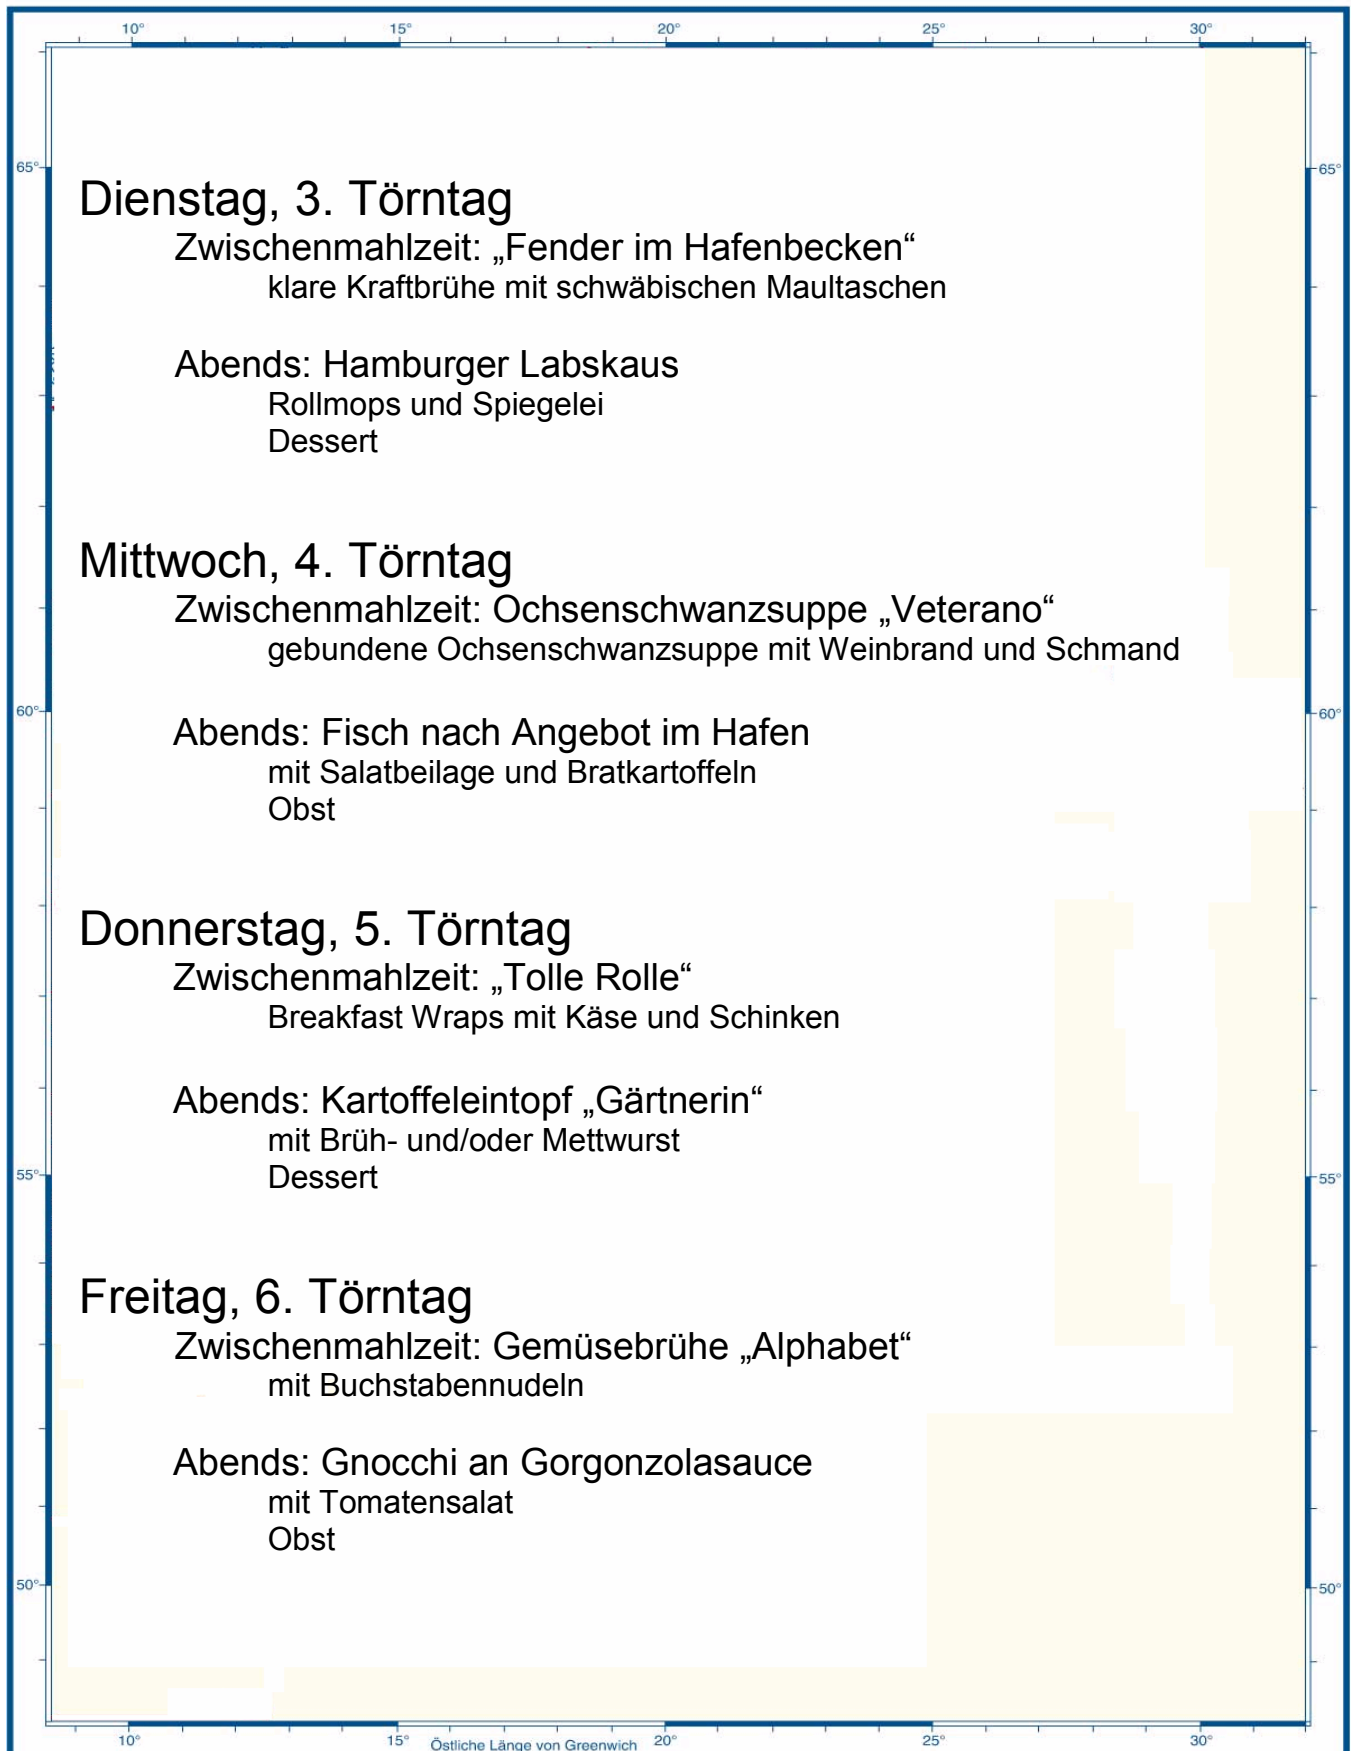 10° 15° 20° 25° 30°
65° 65°
Dienstag, 3. Törntag
Zwischenmahlzeit: „Fender im Hafenbecken“
klare Kraftbrühe mit schwäbischen Maultaschen
Abends: Hamburger Labskaus
Rollmops und Spiegelei
Dessert
Mittwoch, 4. Törntag
Zwischenmahlzeit: Ochsenschwanzsuppe „Veterano“
gebundene Ochsenschwanzsuppe mit Weinbrand und Schmand
60° 60°
Abends: Fisch nach Angebot im Hafen
mit Salatbeilage und Bratkartoffeln
Obst
Donnerstag, 5. Törntag
Zwischenmahlzeit: „Tolle Rolle“
Breakfast Wraps mit Käse und Schinken
Abends: Kartoffeleintopf „Gärtnerin“
mit Brüh- und/oder Mettwurst
55° 55°
Dessert
Freitag, 6. Törntag
Zwischenmahlzeit: Gemüsebrühe „Alphabet“
mit Buchstabennudeln
Abends: Gnocchi an Gorgonzolasauce
mit Tomatensalat
Obst
50° 50°
10° 15° Östliche Länge von Greenwich 20° 25° 30°